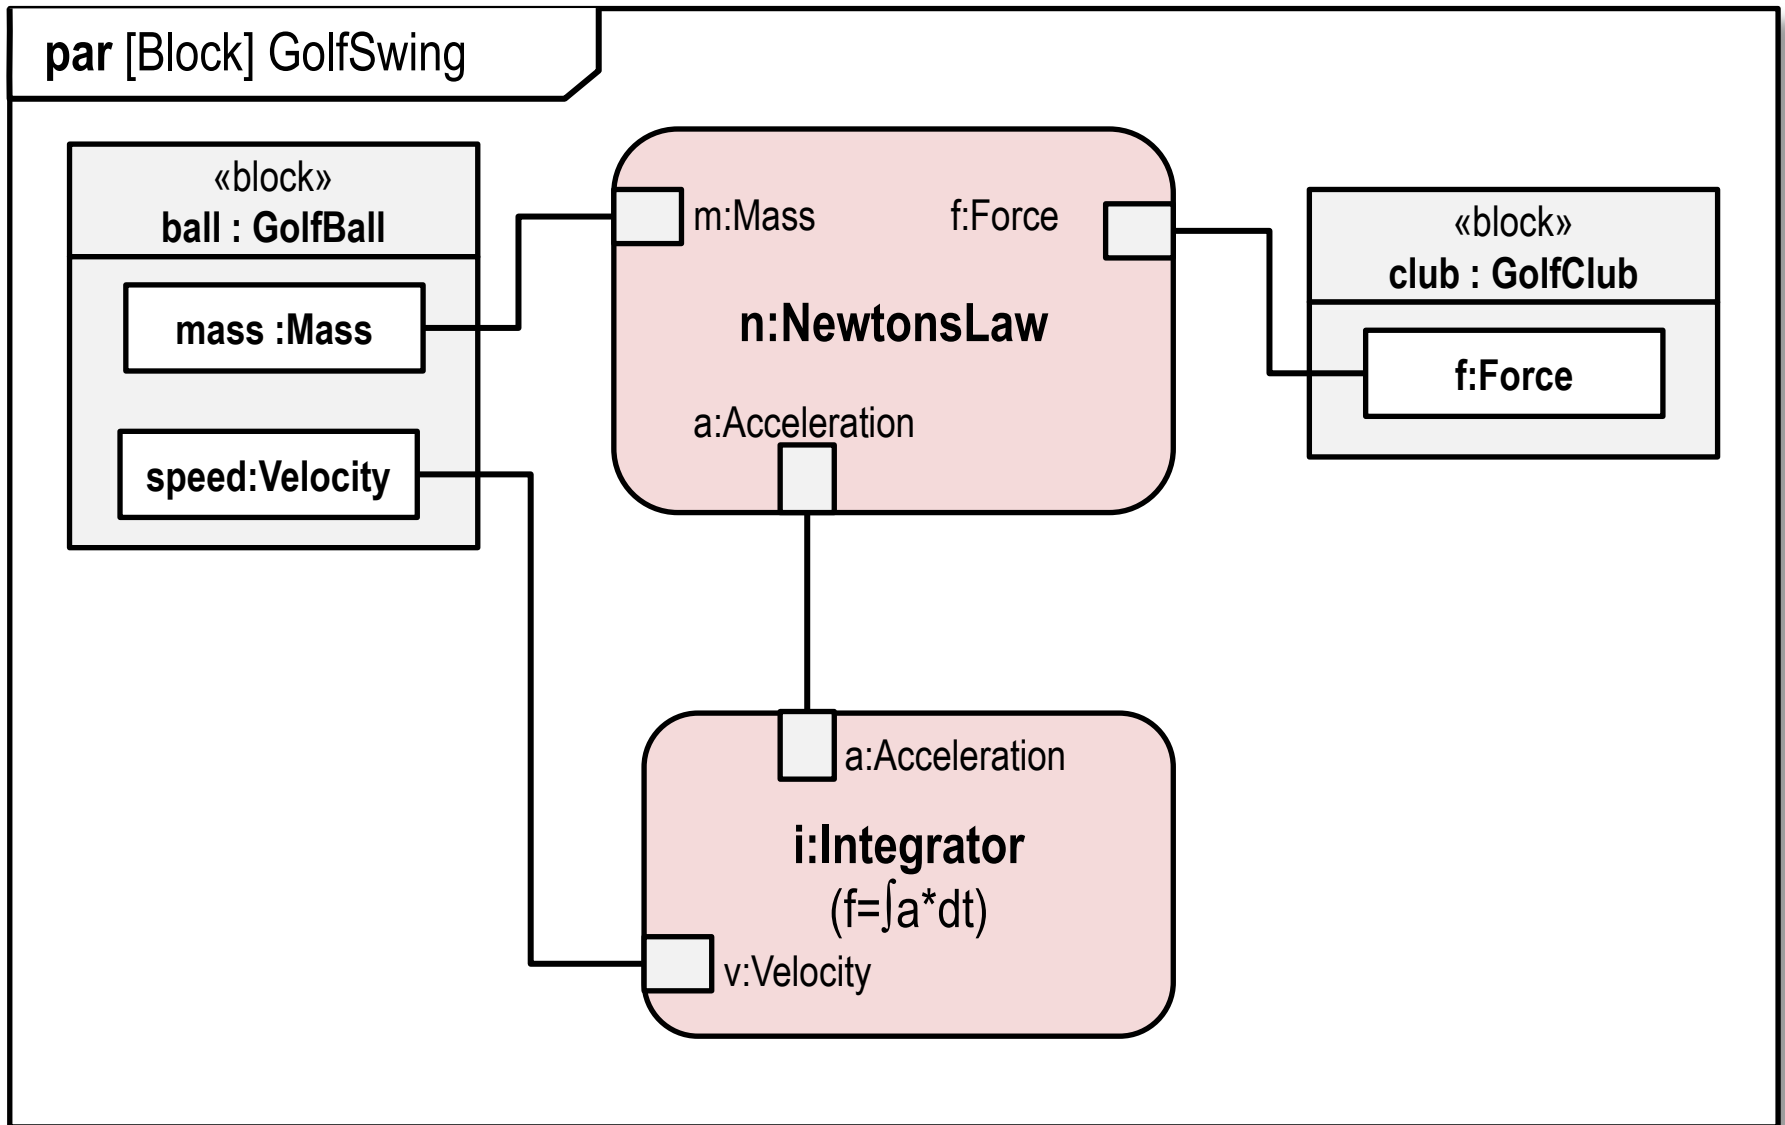 par [Block] GolfSwing
«block»
ball : GolfBall
mass :Mass
speed:Velocity
m:Mass
f:Force
n:NewtonsLaw
a:Acceleration
«block»
club : GolfClub
f:Force
a:Acceleration
i:Integrator
(f=∫a*dt)
v:Velocity